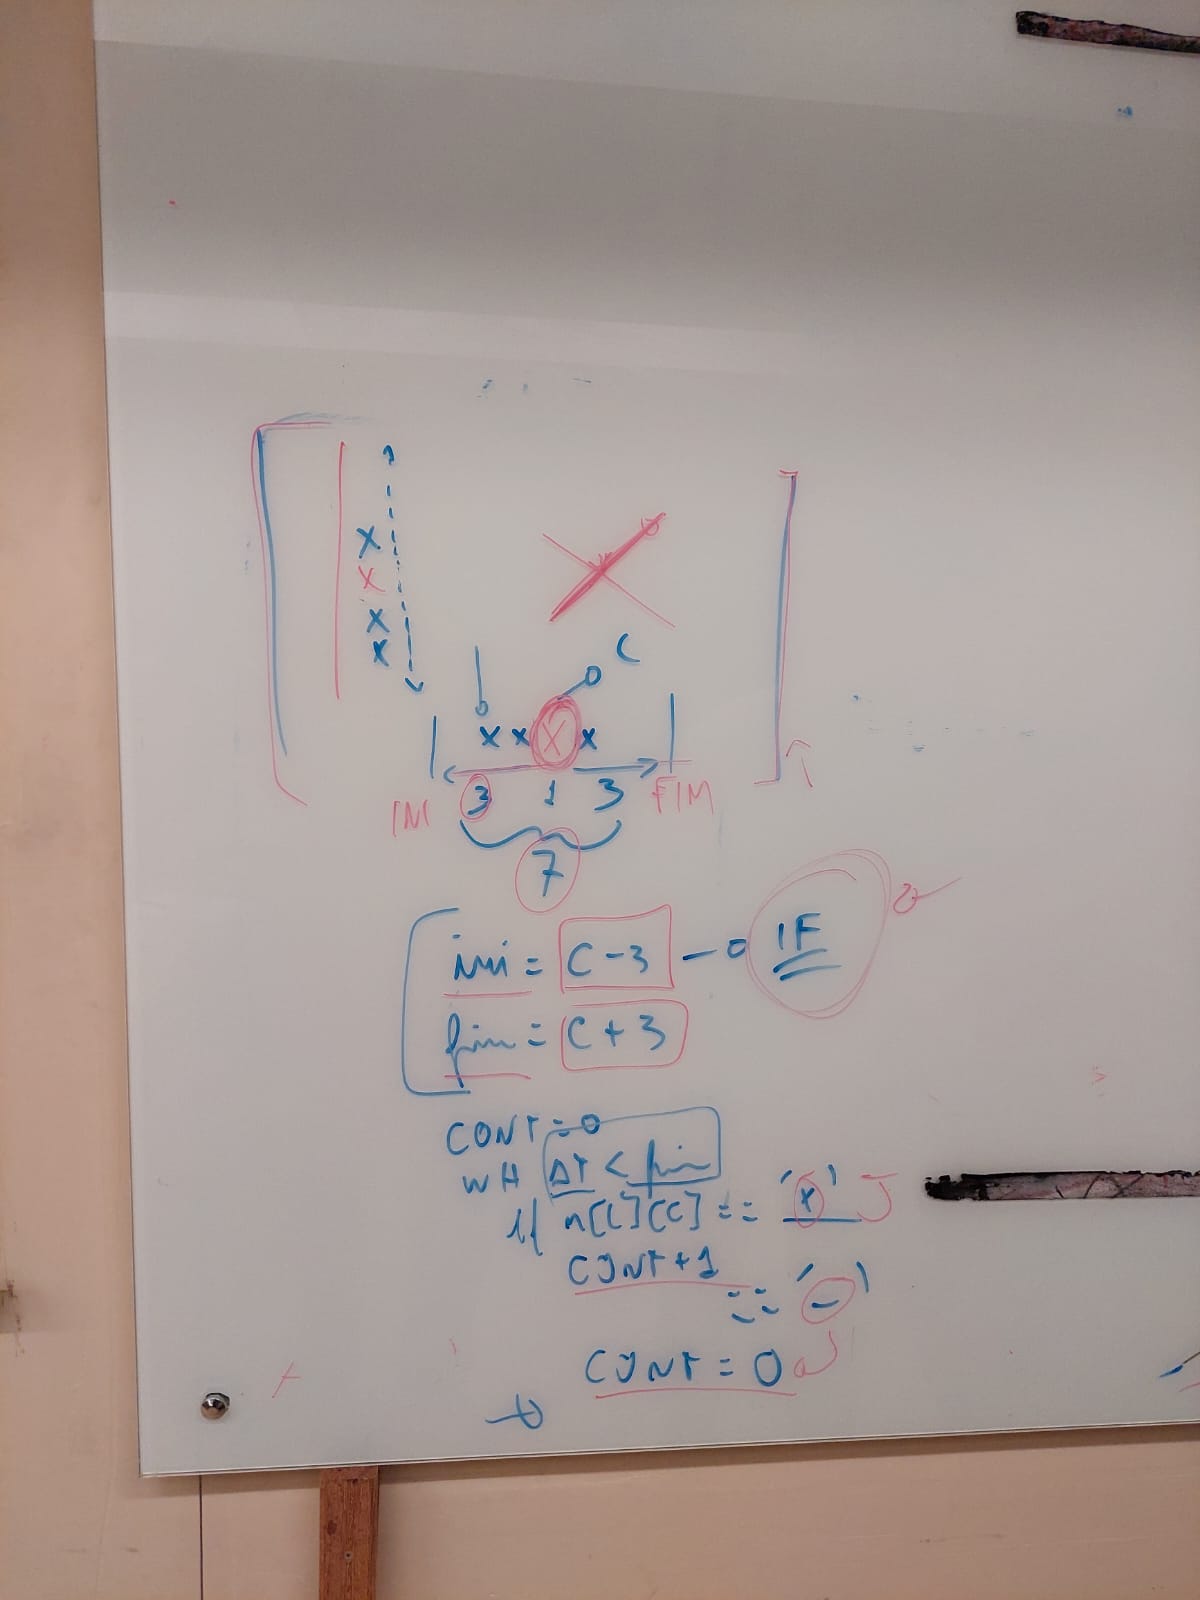 X
X
X
X
C
X X X X
INI 3 1 3 FIM
7
ini = C-3 IF
fim = C+3
CONT=0
WH AT < fim
if n[L][C] == 'X'
CONT+1
== '-'
CONT = 0